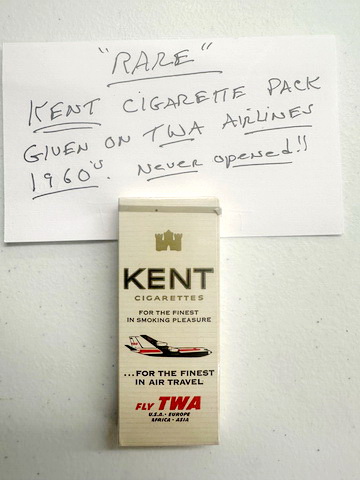 "RARE"
KENT CIGARETTE PACK
GIVEN ON TWA AIRLINES
1960's. Never opened!!
KENT
CIGARETTES
FOR THE FINEST
IN SMOKING PLEASURE
...FOR THE FINEST
IN AIR TRAVEL
FLY TWA
U.S.A. · EUROPE
AFRICA · ASIA